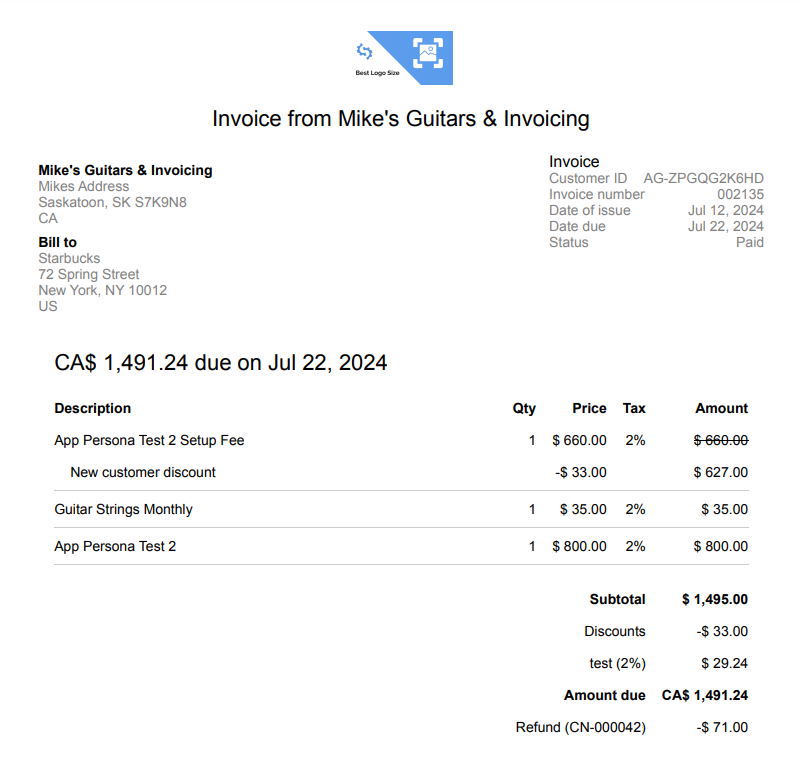 Best Logo Size
Invoice from Mike's Guitars & Invoicing
Mike's Guitars & Invoicing
Mikes Address
Saskatoon, SK S7K9N8
CA
Bill to
Starbucks
72 Spring Street
New York, NY 10012
US
Invoice
Customer ID AG-ZPGQG2K6HD
Invoice number 002135
Date of issue Jul 12, 2024
Date due Jul 22, 2024
Status Paid
CA$ 1,491.24 due on Jul 22, 2024
Description Qty Price Tax Amount
App Persona Test 2 Setup Fee 1 $ 660.00 2% $ 660.00
New customer discount -$ 33.00 $ 627.00
Guitar Strings Monthly 1 $ 35.00 2% $ 35.00
App Persona Test 2 1 $ 800.00 2% $ 800.00
Subtotal $ 1,495.00
Discounts -$ 33.00
test (2%) $ 29.24
Amount due CA$ 1,491.24
Refund (CN-000042) -$ 71.00